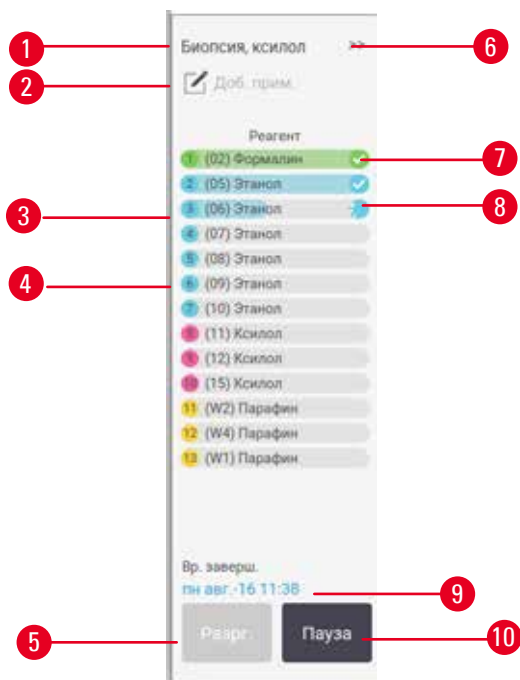 1 Биопсия, ксилол >> 6
2 Доб. прим.
Реагент
1 (02) Формалин 7
2 (05) Этанол
3 3 (06) Этанол 8
4 (07) Этанол
5 (08) Этанол
4 6 (09) Этанол
7 (10) Этанол
8 (11) Ксилол
9 (12) Ксилол
10 (15) Ксилол
11 (W2) Парафин
12 (W4) Парафин
13 (W1) Парафин
Вр. заверш.
пн авг.-16 11:38 9
5 Разрг. Пауза 10